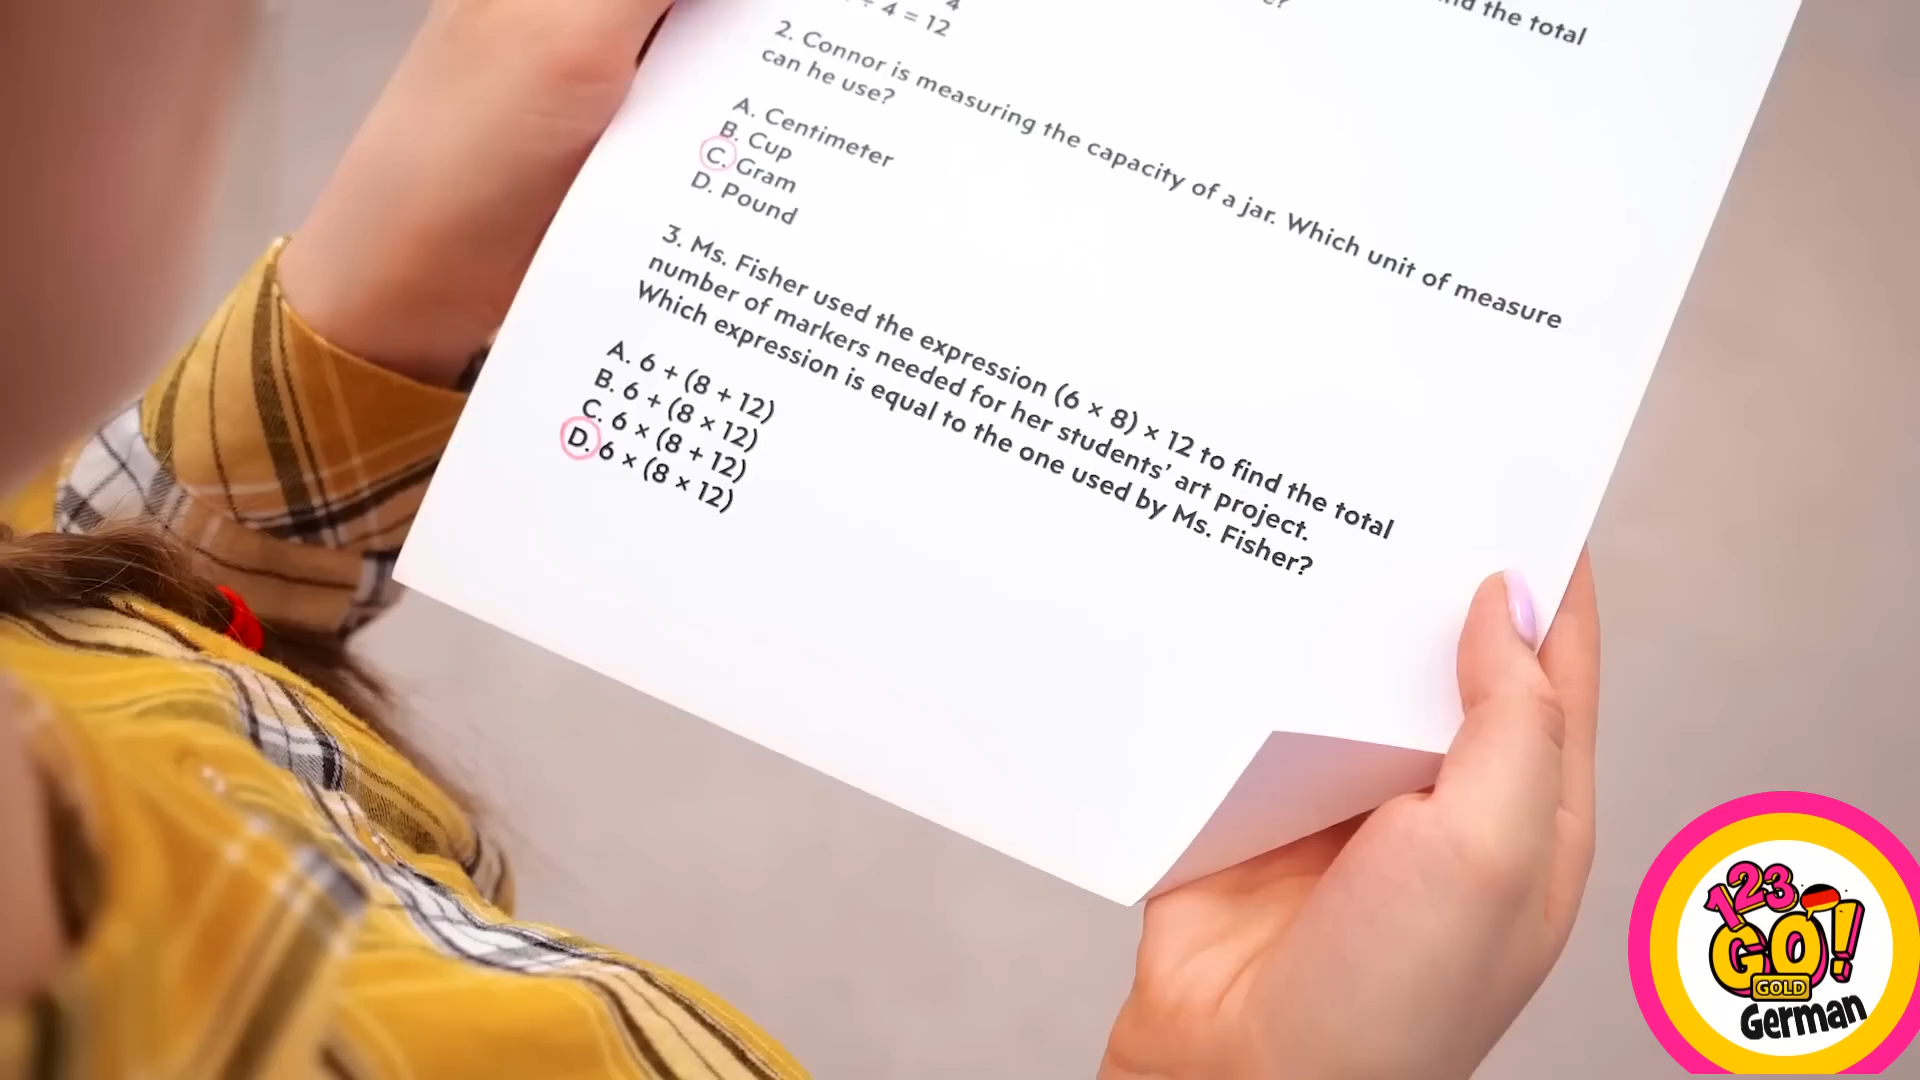 nd the total
4
÷ 4 = 12
e?
2. Connor is measuring the capacity of a jar. Which unit of measure
can he use?
A. Centimeter
B. Cup
C. Gram
D. Pound
3. Ms. Fisher used the expression (6 × 8) × 12 to find the total
number of markers needed for her students’ art project.
Which expression is equal to the one used by Ms. Fisher?
A. 6 + (8 + 12)
B. 6 + (8 × 12)
C. 6 × (8 + 12)
D. 6 × (8 × 12)
123
GO!
GOLD
German